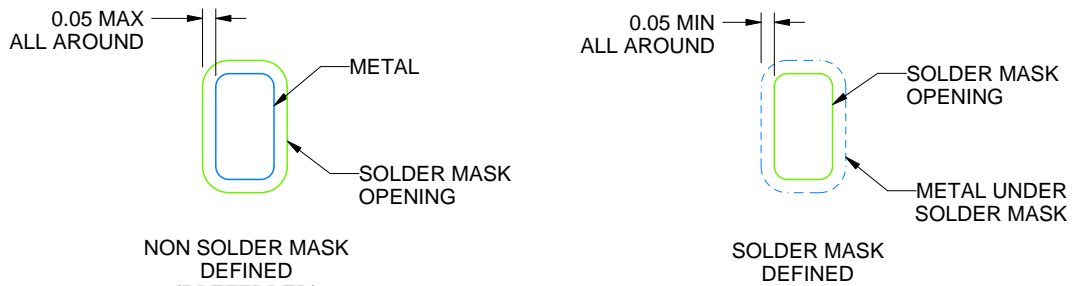 0.05 MAX
ALL AROUND
METAL
SOLDER MASK
OPENING
NON SOLDER MASK
DEFINED
0.05 MIN
ALL AROUND
SOLDER MASK
OPENING
METAL UNDER
SOLDER MASK
SOLDER MASK
DEFINED